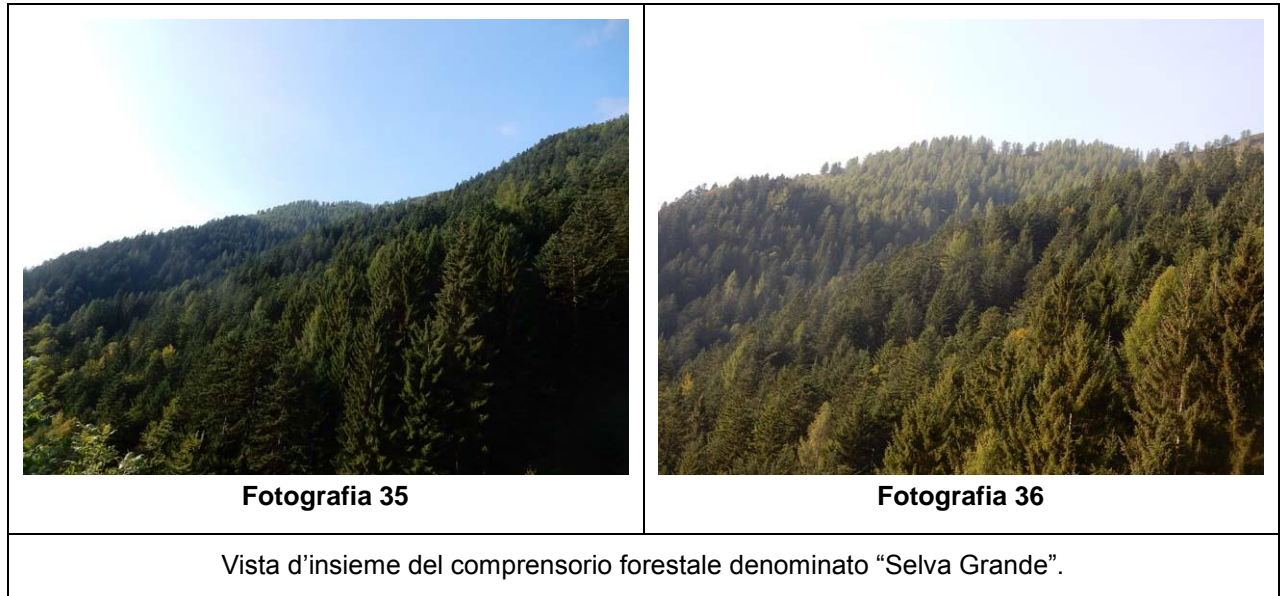 Fotografia 35
Fotografia 36
Vista d’insieme del comprensorio forestale denominato “Selva Grande”.